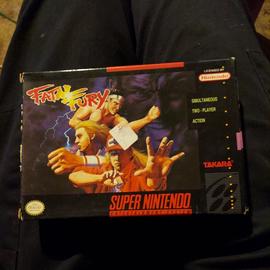 LICENSED BY
Nintendo
FATAL FURY
SIMULTANEOUS
TWO-PLAYER
ACTION
TAKARA
SUPER NINTENDO
ENTERTAINMENT SYSTEM